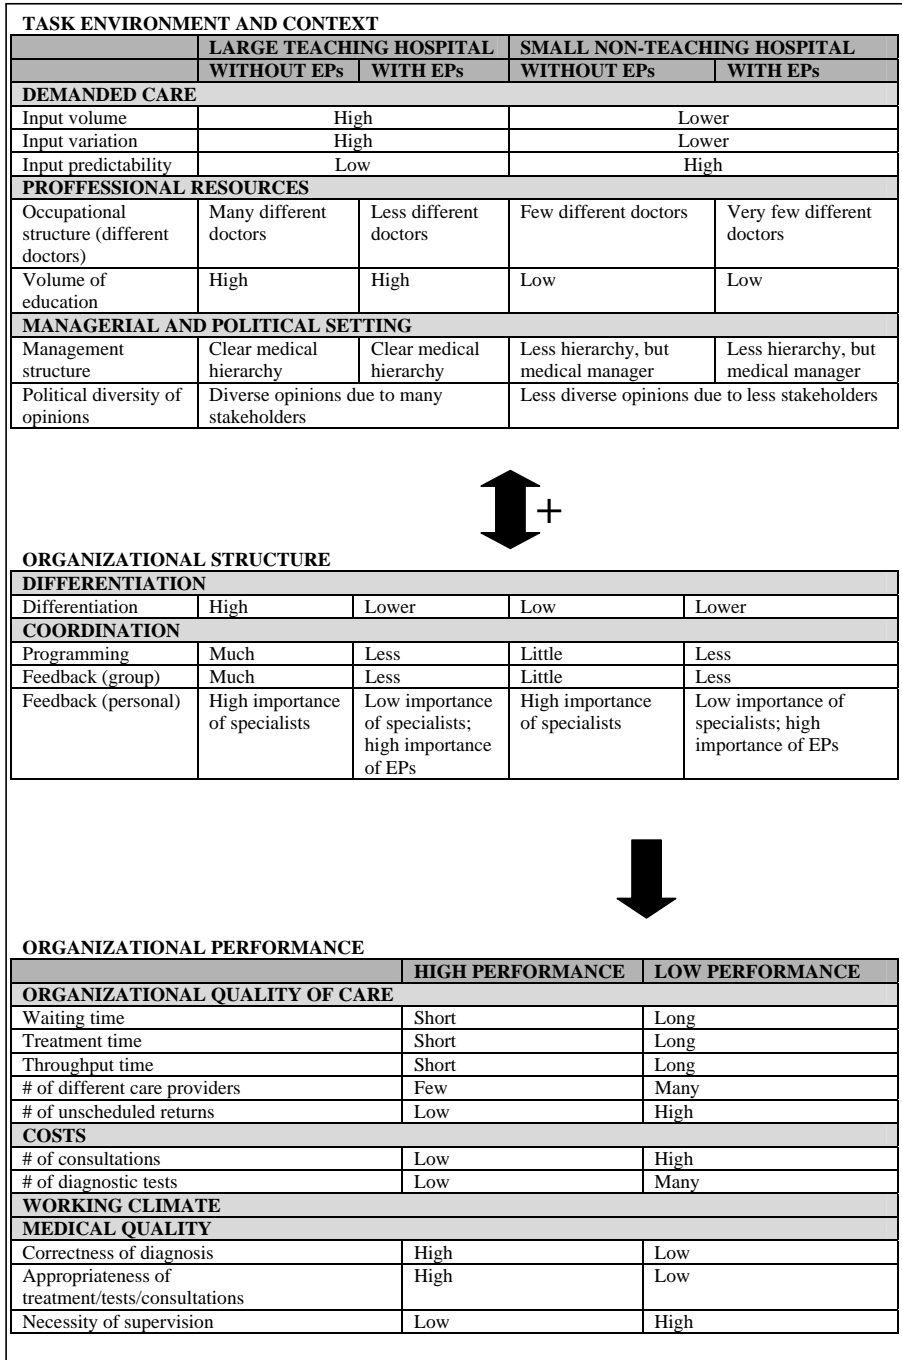 TASK ENVIRONMENT AND CONTEXT
LARGE TEACHING HOSPITAL SMALL NON-TEACHING HOSPITAL
WITHOUT EPs WITH EPs WITHOUT EPs WITH EPs
DEMANDED CARE
Input volume High Lower
Input variation High Lower
Input predictability Low High
PROFFESSIONAL RESOURCES
Occupational Many different Less different Few different doctors Very few different
structure (different doctors doctors doctors
doctors)
Volume of High High Low Low
education
MANAGERIAL AND POLITICAL SETTING
Management Clear medical Clear medical Less hierarchy, but Less hierarchy, but
structure hierarchy hierarchy medical manager medical manager
Political diversity of Diverse opinions due to many Less diverse opinions due to less stakeholders
opinions stakeholders
+
ORGANIZATIONAL STRUCTURE
DIFFERENTIATION
Differentiation High Lower Low Lower
COORDINATION
Programming Much Less Little Less
Feedback (group) Much Less Little Less
Feedback (personal) High importance Low importance High importance Low importance of
of specialists of specialists; of specialists specialists; high
high importance importance of EPs
of EPs
ORGANIZATIONAL PERFORMANCE
HIGH PERFORMANCE LOW PERFORMANCE
ORGANIZATIONAL QUALITY OF CARE
Waiting time Short Long
Treatment time Short Long
Throughput time Short Long
# of different care providers Few Many
# of unscheduled returns Low High
COSTS
# of consultations Low High
# of diagnostic tests Low Many
WORKING CLIMATE
MEDICAL QUALITY
Correctness of diagnosis High Low
Appropriateness of High Low
treatment/tests/consultations
Necessity of supervision Low High